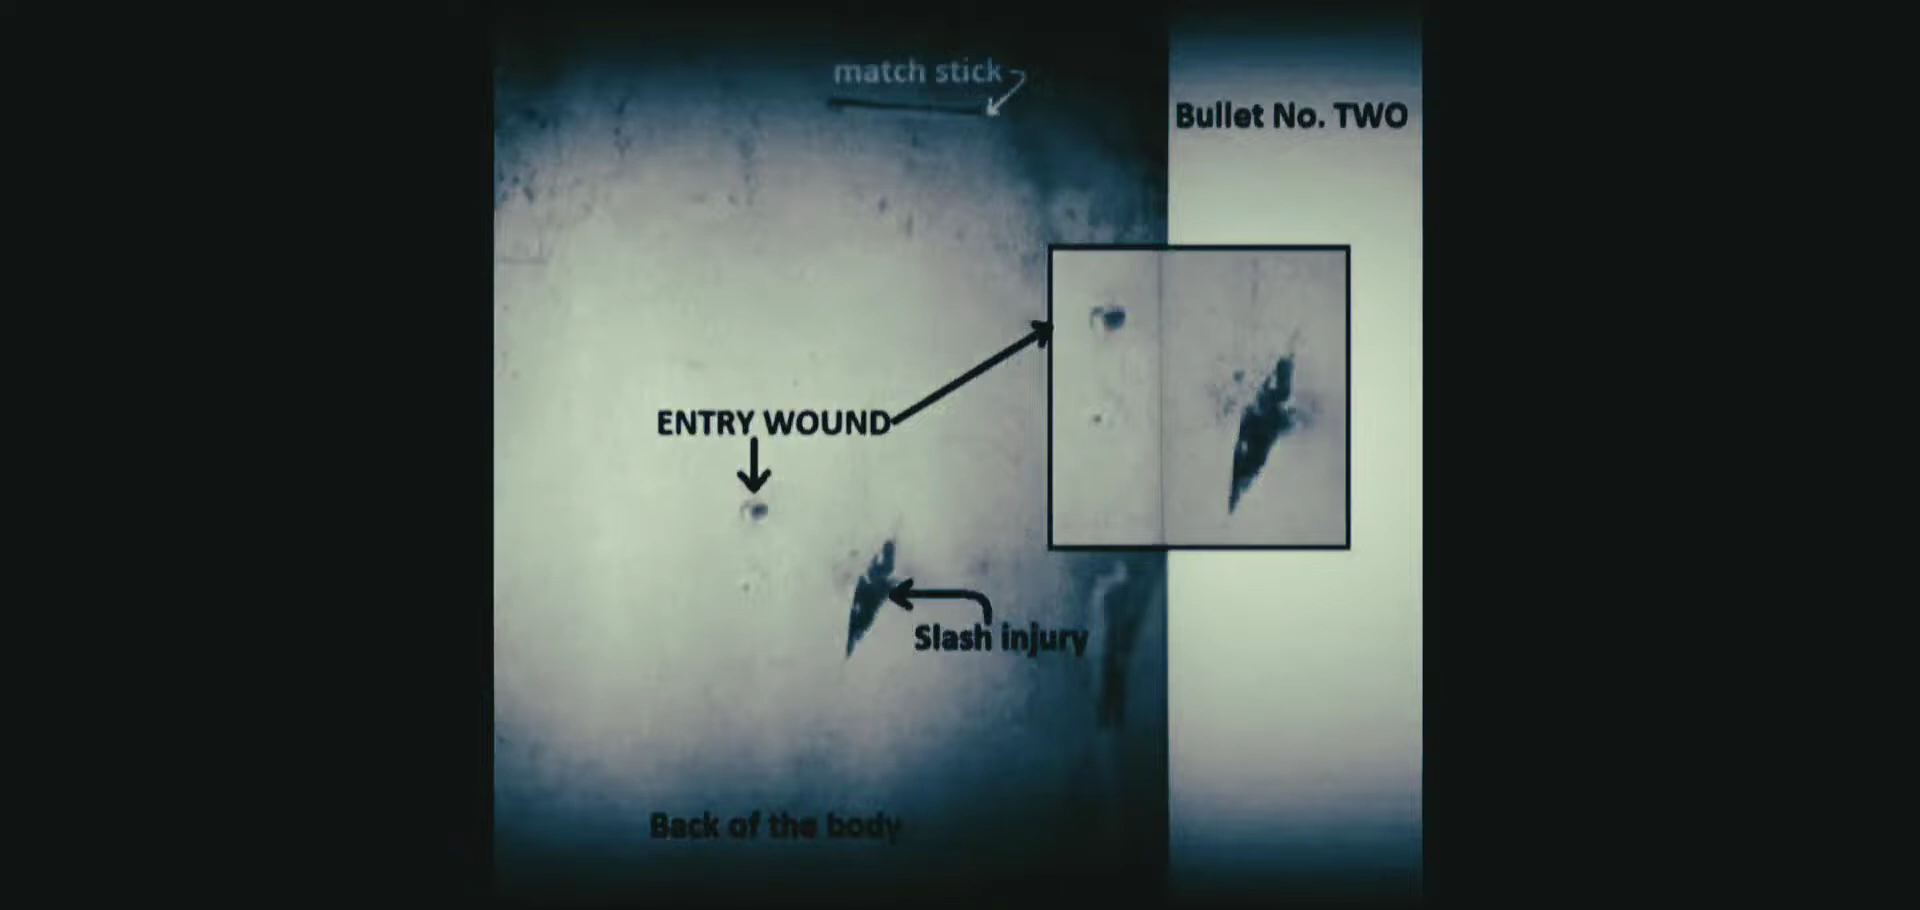 match stick
Bullet No. TWO
ENTRY WOUND
Slash injury
Back of the body